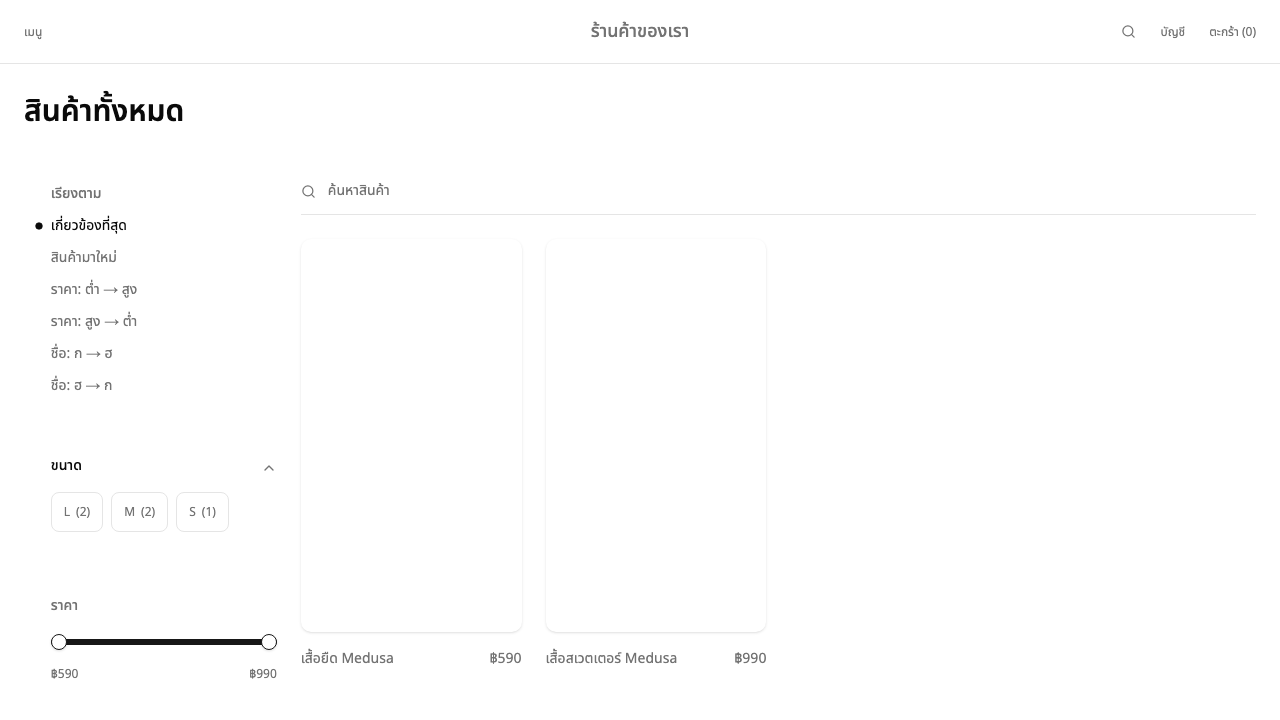 เมนู
ร้านค้าของเรา
บัญชี
ตะกร้า (0)
สินค้าทั้งหมด
เรียงตาม
เกี่ยวข้องที่สุด
สินค้ามาใหม่
ราคา: ต่ำ → สูง
ราคา: สูง → ต่ำ
ชื่อ: ก → ฮ
ชื่อ: ฮ → ก
ขนาด
L (2)
M (2)
S (1)
ราคา
฿590
฿990
ค้นหาสินค้า
เสื้อยืด Medusa
฿590
เสื้อสเวตเตอร์ Medusa
฿990